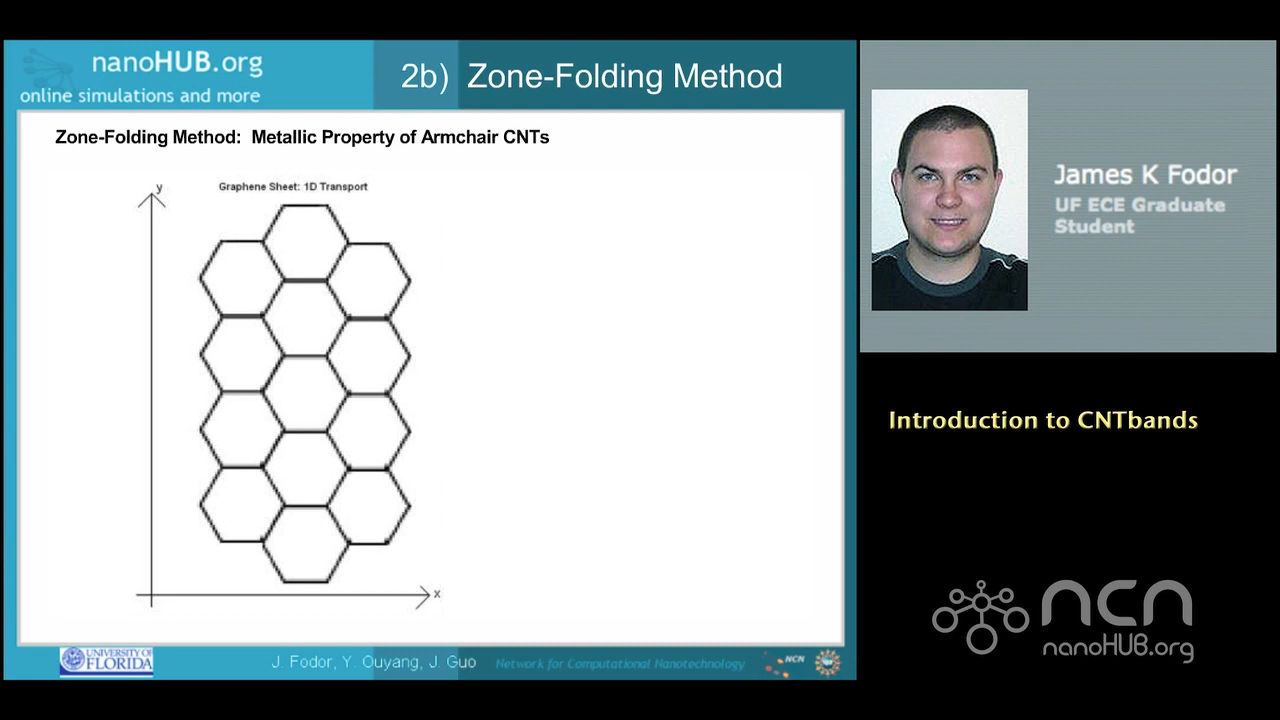 nanoHUB.org
online simulations and more
2b) Zone-Folding Method
Zone-Folding Method: Metallic Property of Armchair CNTs
Graphene Sheet: 1D Transport
y
x
UNIVERSITY OF
FLORIDA
J. Fodor, Y. Ouyang, J. Guo
Network for Computational Nanotechnology
NCN
James K Fodor
UF ECE Graduate
Student
Introduction to CNTbands
ncn
nanoHUB.org